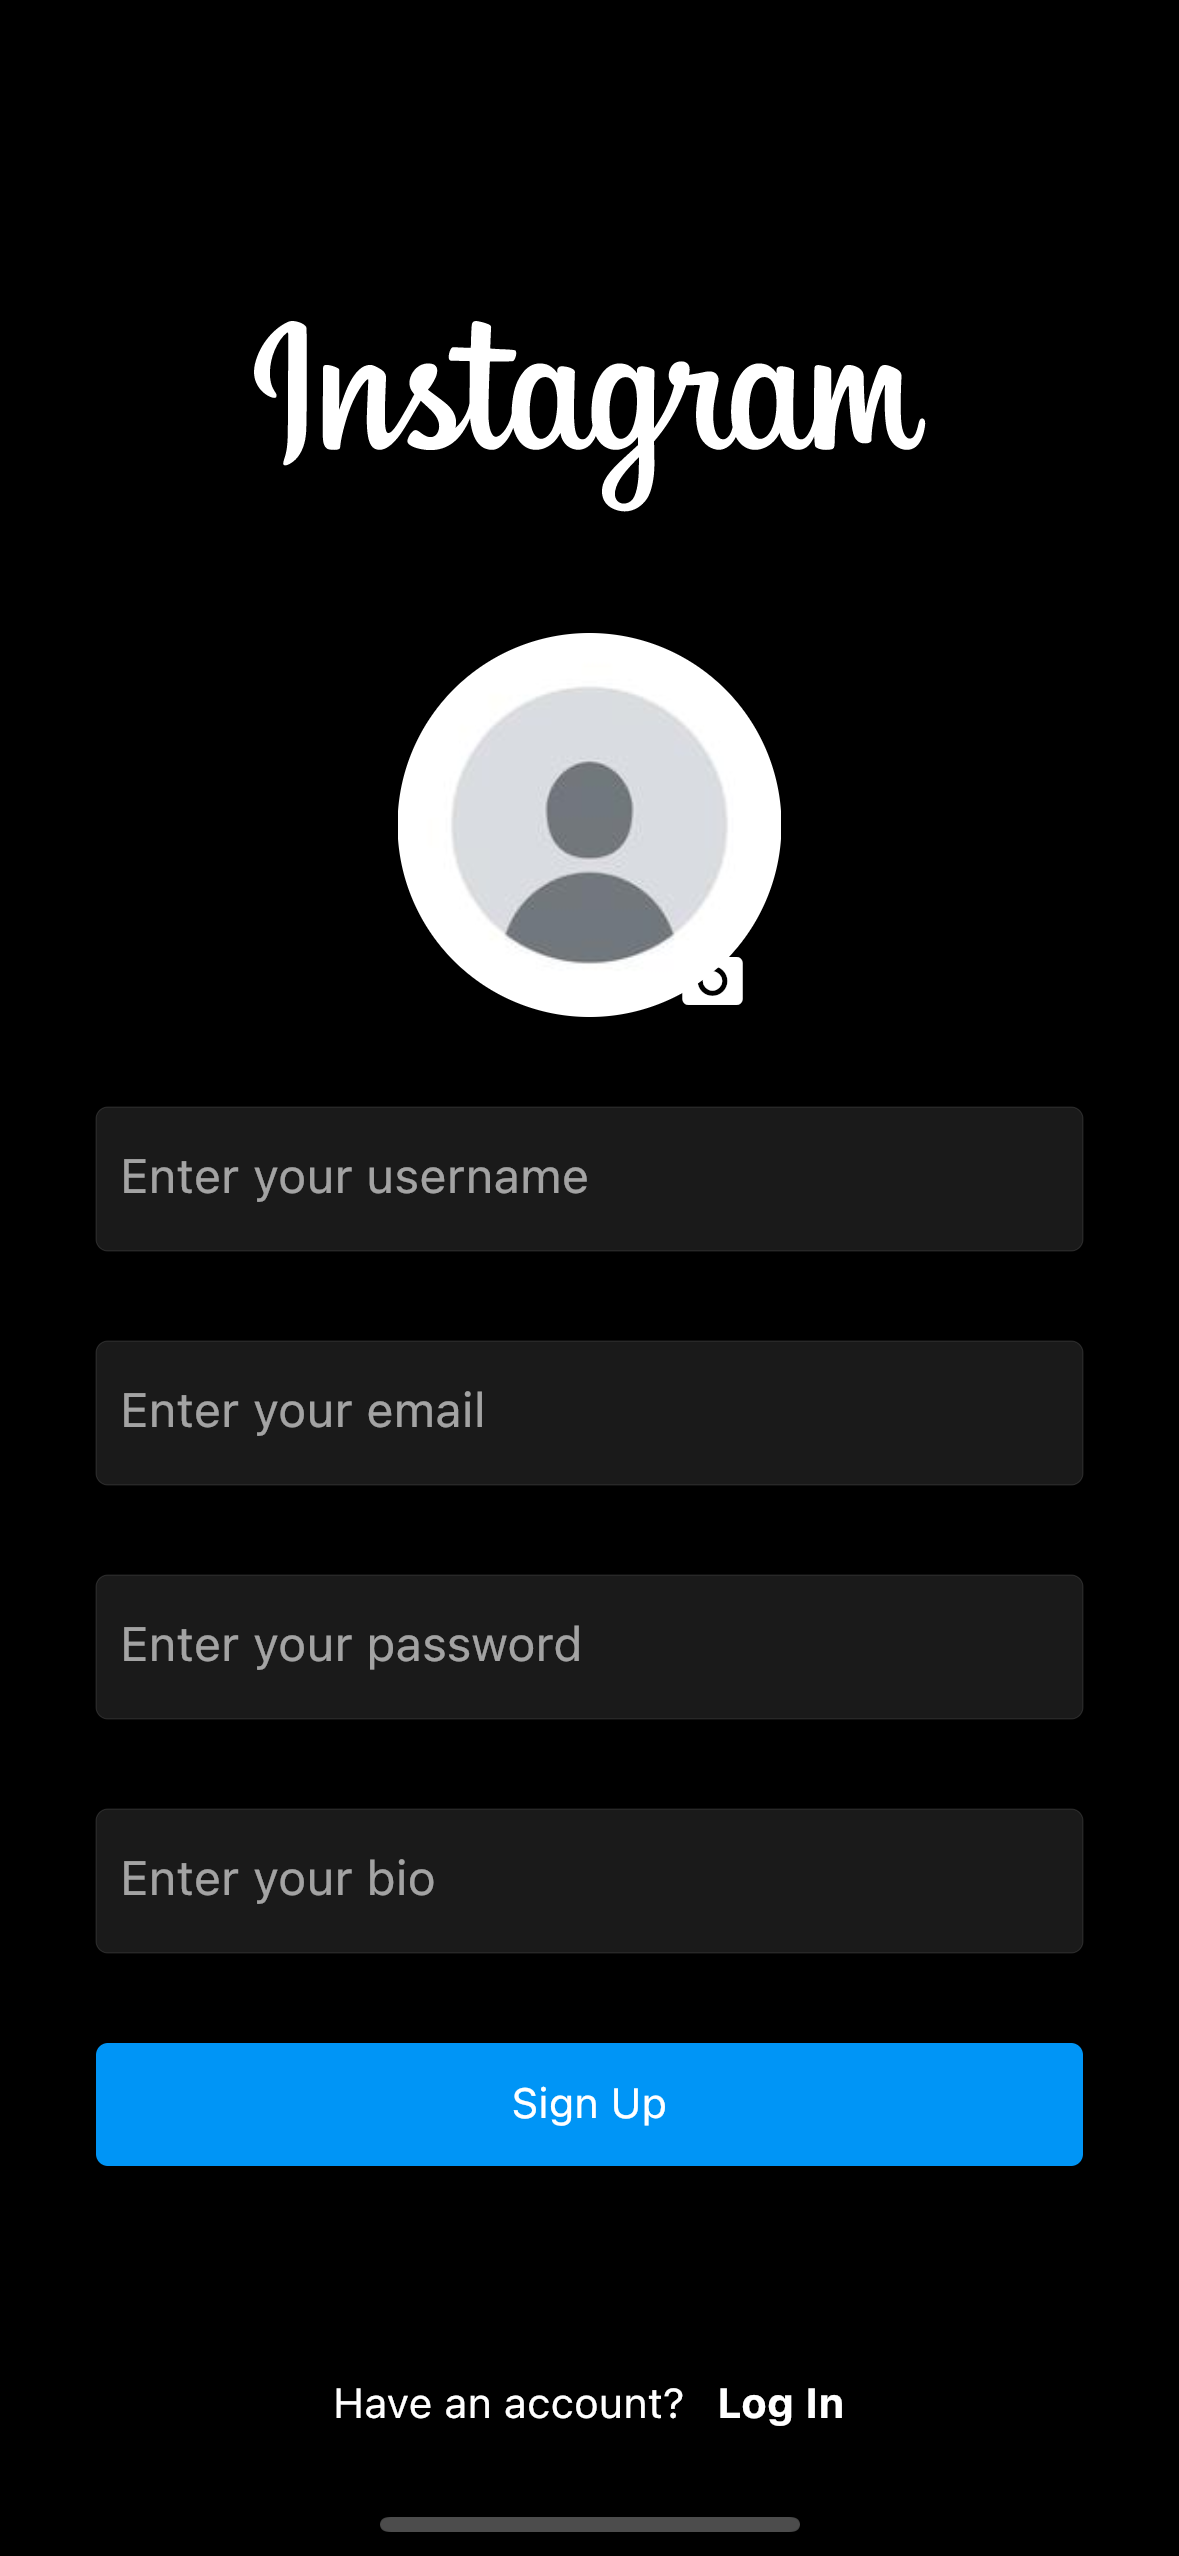 Instagram
Enter your username
Enter your email
Enter your password
Enter your bio
Sign Up
Have an account? Log In